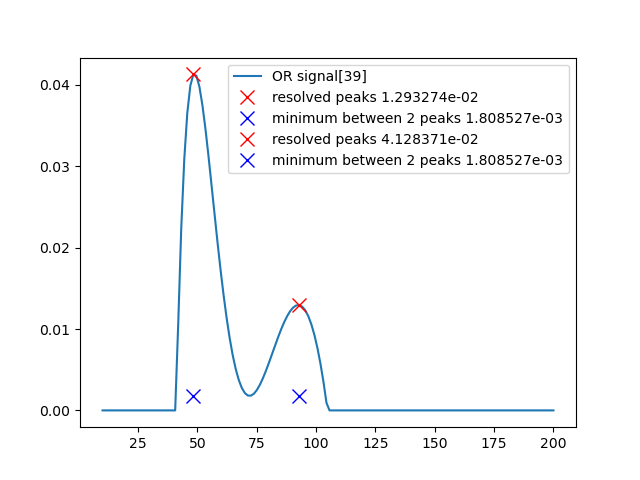 OR signal[39]
resolved peaks 1.293274e-02
minimum between 2 peaks 1.808527e-03
resolved peaks 4.128371e-02
minimum between 2 peaks 1.808527e-03
0.04
0.03
0.02
0.01
0.00
25 50 75 100 125 150 175 200